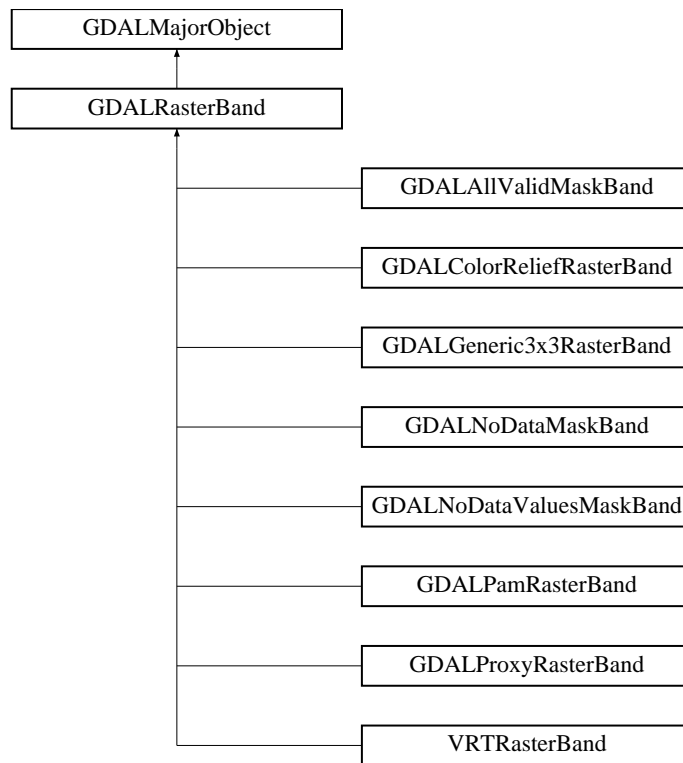 GDALMajorObject
GDALRasterBand
GDALAllValidMaskBand
GDALColorReliefRasterBand
GDALGeneric3x3RasterBand
GDALNoDataMaskBand
GDALNoDataValuesMaskBand
GDALPamRasterBand
GDALProxyRasterBand
VRTRasterBand